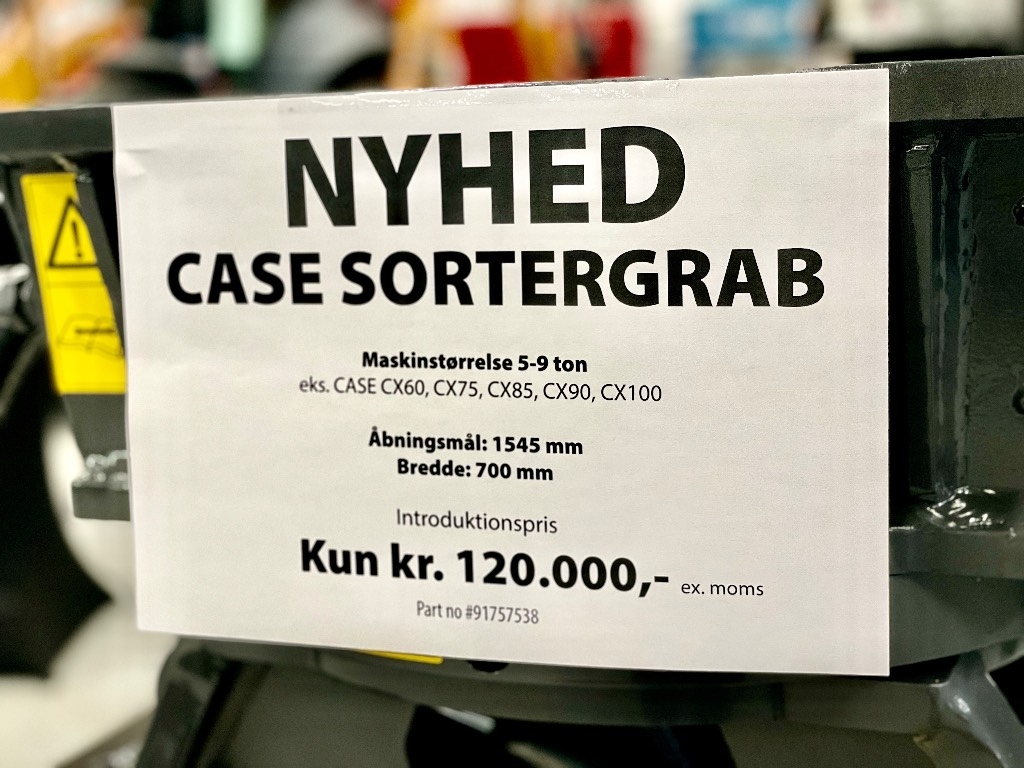 NYHED
CASE SORTERGRAB
Maskinstørrelse 5-9 ton
eks. CASE CX60, CX75, CX85, CX90, CX100
Åbningsmål: 1545 mm
Bredde: 700 mm
Introduktionspris
Kun kr. 120.000,- ex. moms
Part no #91757538